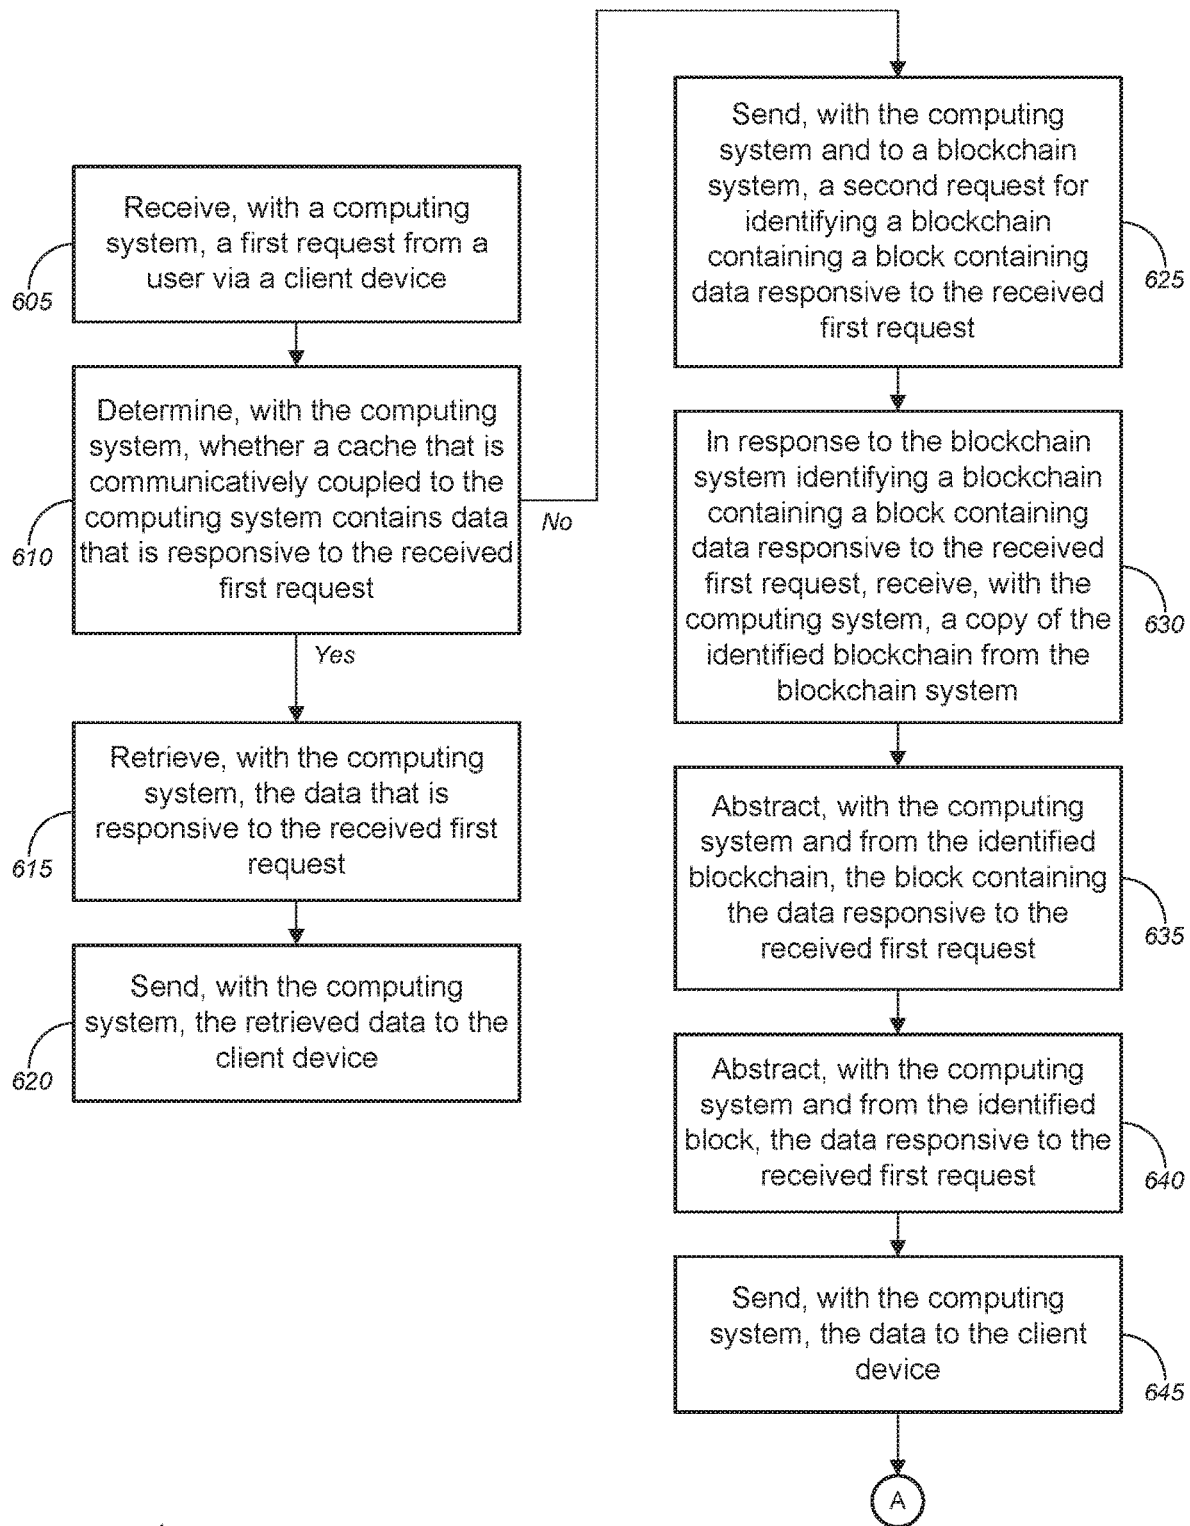 Receive, with a computing
system, a first request from a
user via a client device
605
Determine, with the computing
system, whether a cache that is
communicatively coupled to the
computing system contains data
that is responsive to the received
first request
610
No
Yes
Retrieve, with the computing
system, the data that is
responsive to the received first
request
615
Send, with the computing
system, the retrieved data to the
client device
620
Send, with the computing
system and to a blockchain
system, a second request for
identifying a blockchain
containing a block containing
data responsive to the received
first request
625
In response to the blockchain
system identifying a blockchain
containing a block containing
data responsive to the received
first request, receive, with the
computing system, a copy of the
identified blockchain from the
blockchain system
630
Abstract, with the computing
system and from the identified
blockchain, the block containing
the data responsive to the
received first request
635
Abstract, with the computing
system and from the identified
block, the data responsive to the
received first request
640
Send, with the computing
system, the data to the client
device
645
A